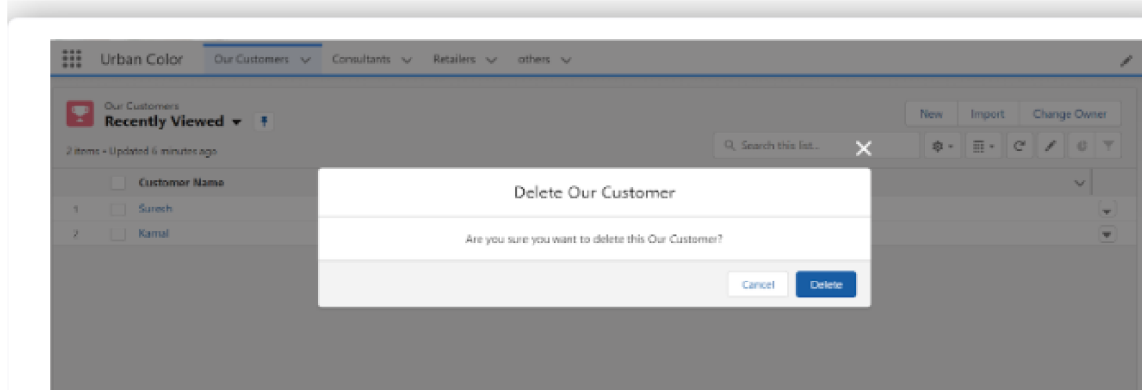 Urban Color Our Customers Consultants Retailers others
Our Customers
Recently Viewed
New Import Change Owner
2 items • Updated 6 minutes ago
Search this list...
Customer Name
1 Suresh
2 Kamal
Delete Our Customer
Are you sure you want to delete this Our Customer?
Cancel Delete